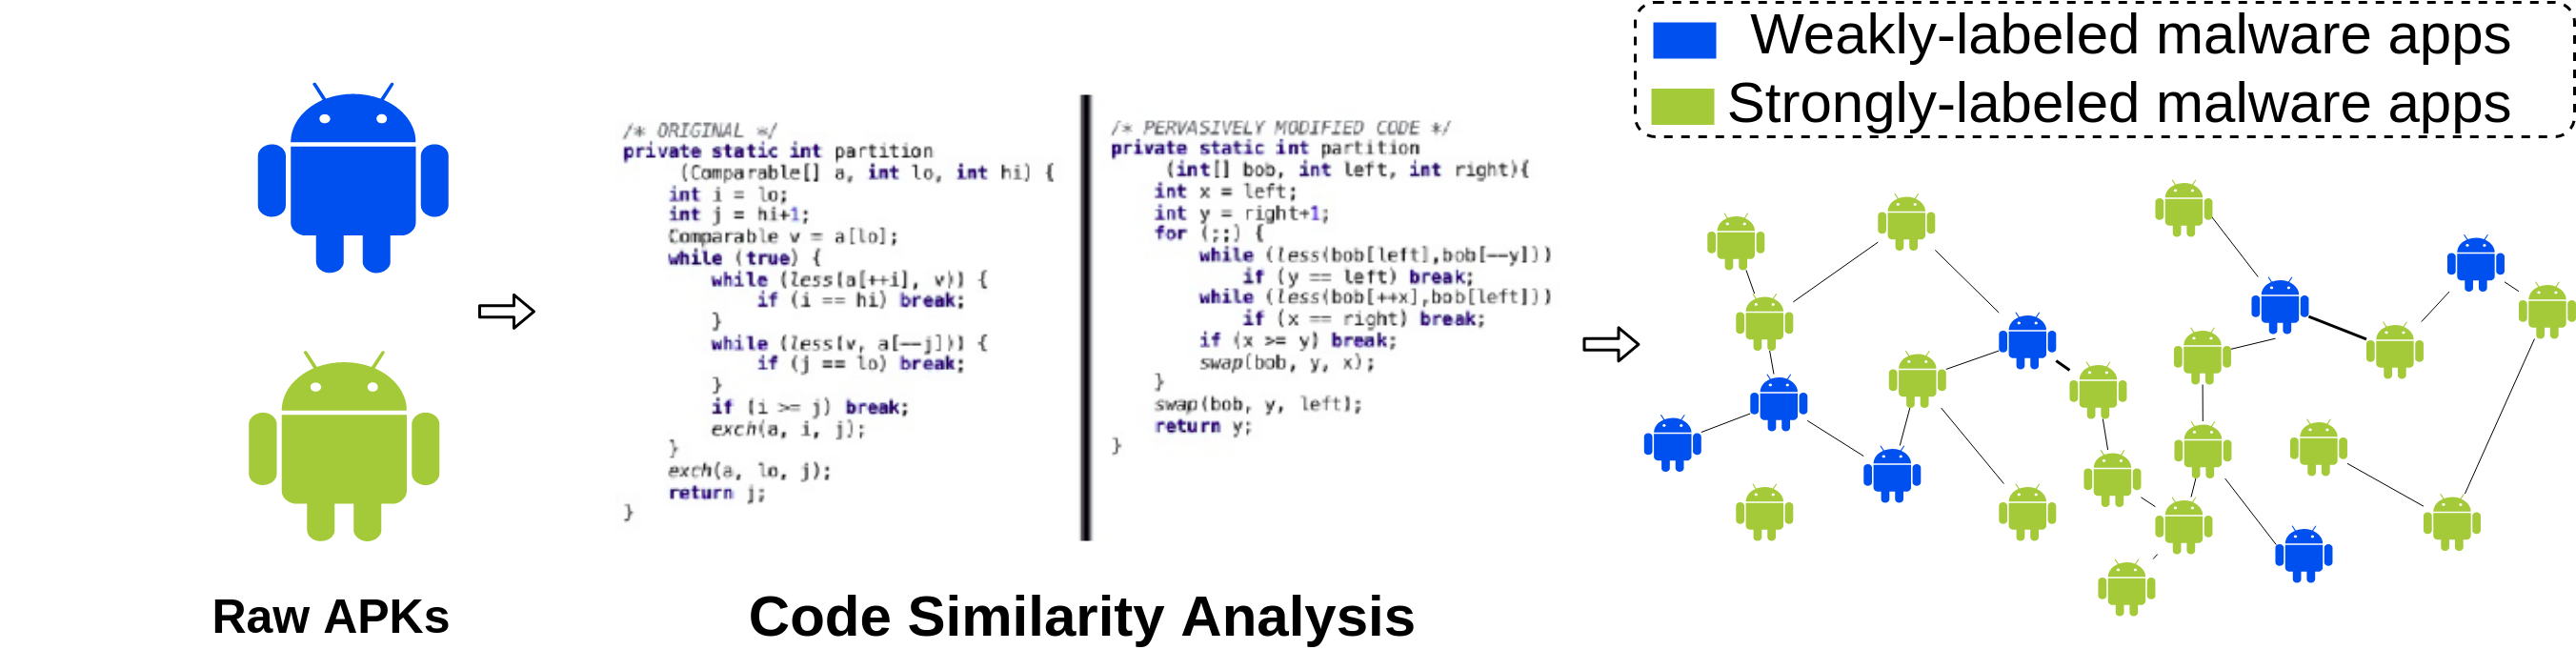 Weakly-labeled malware apps
Strongly-labeled malware apps
/* ORIGINAL */
private static int partition
(Comparable[] a, int lo, int hi) {
int i = lo;
int j = hi+1;
Comparable v = a[lo];
while (true) {
while (less(a[++i], v)) {
if (i == hi) break;
}
while (less(v, a[--j])) {
if (j == lo) break;
}
if (i >= j) break;
exch(a, i, j);
}
exch(a, lo, j);
return j;
}
/* PERVASIVELY MODIFIED CODE */
private static int partition
(int[] bob, int left, int right){
int x = left;
int y = right+1;
for (;;) {
while (less(bob[left],bob[--y]))
if (y == left) break;
while (less(bob[++x],bob[left]))
if (x == right) break;
if (x >= y) break;
swap(bob, y, x);
}
swap(bob, y, left);
return y;
}
Raw APKs
Code Similarity Analysis